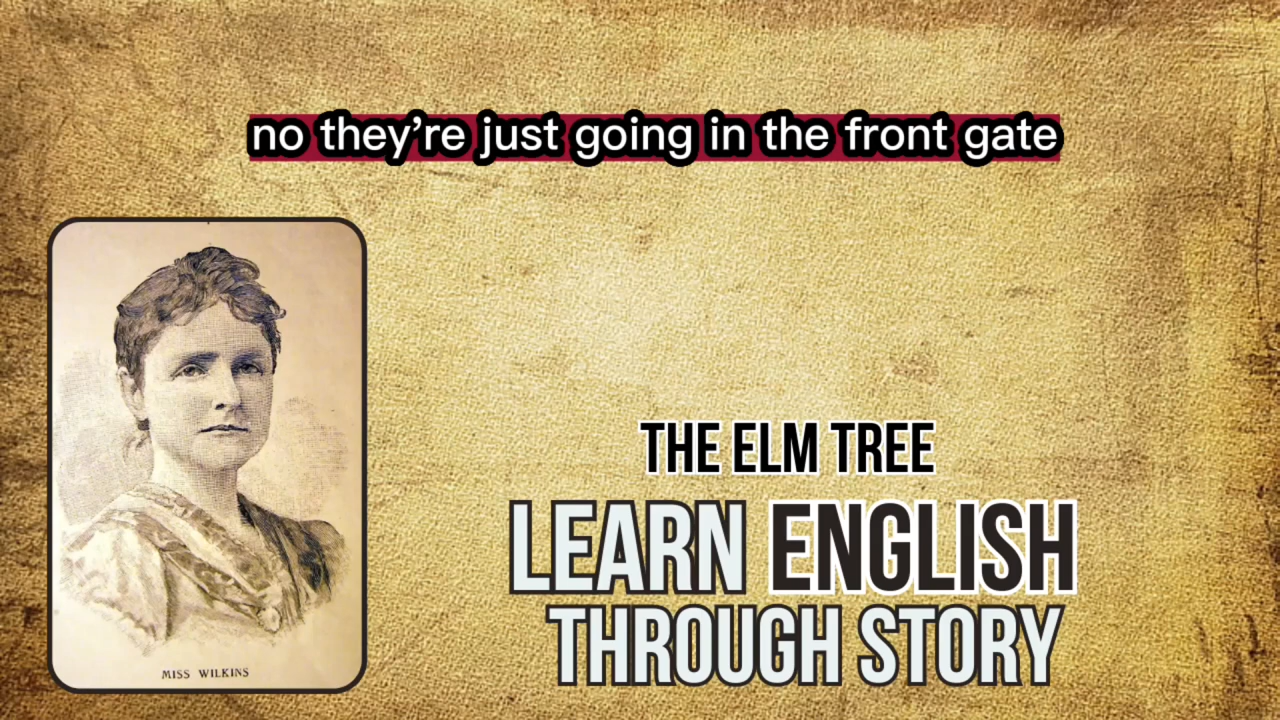 no they’re just going in the front gate
MISS WILKINS
THE ELM TREE
LEARN ENGLISH
THROUGH STORY